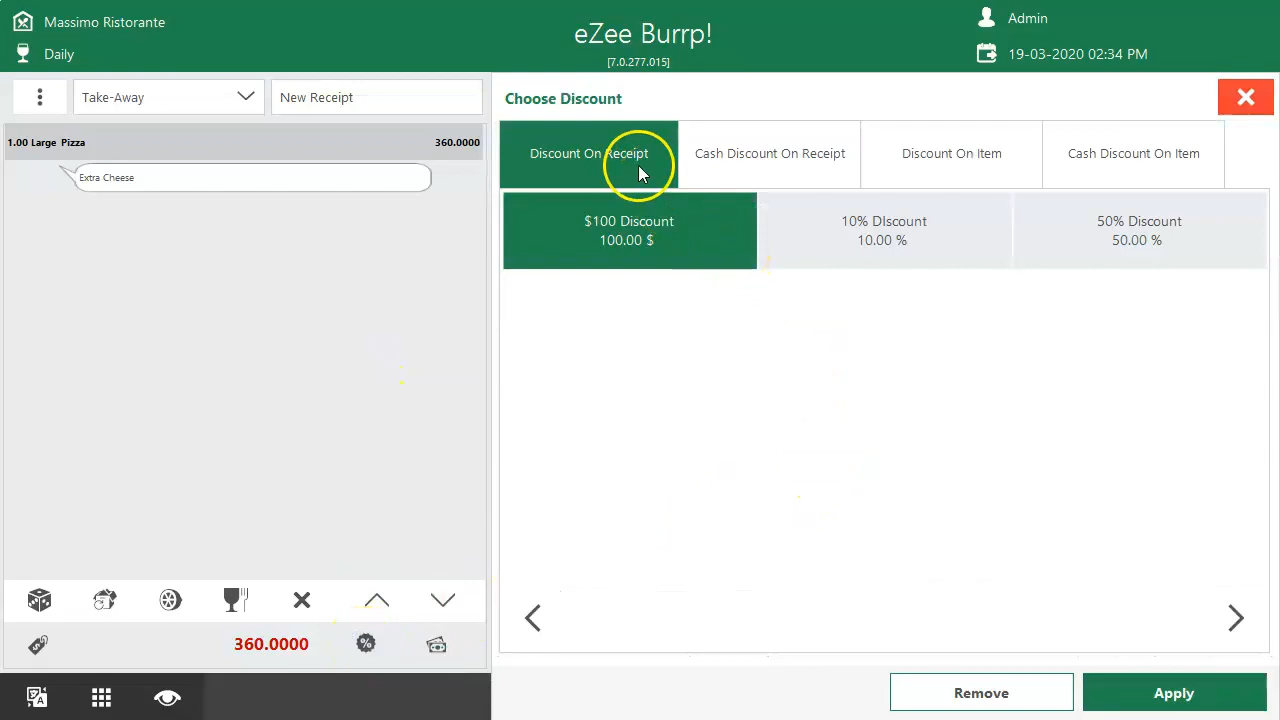 Massimo Ristorante
Daily
eZee Burrp!
[7.0.277.015]
Admin
19-03-2020 02:34 PM
Take-Away
New Receipt
1.00 Large Pizza 360.0000
Extra Cheese
360.0000
Choose Discount
Discount On Receipt
Cash Discount On Receipt
Discount On Item
Cash Discount On Item
$100 Discount
100.00 $
10% DIscount
10.00 %
50% Discount
50.00 %
Remove
Apply